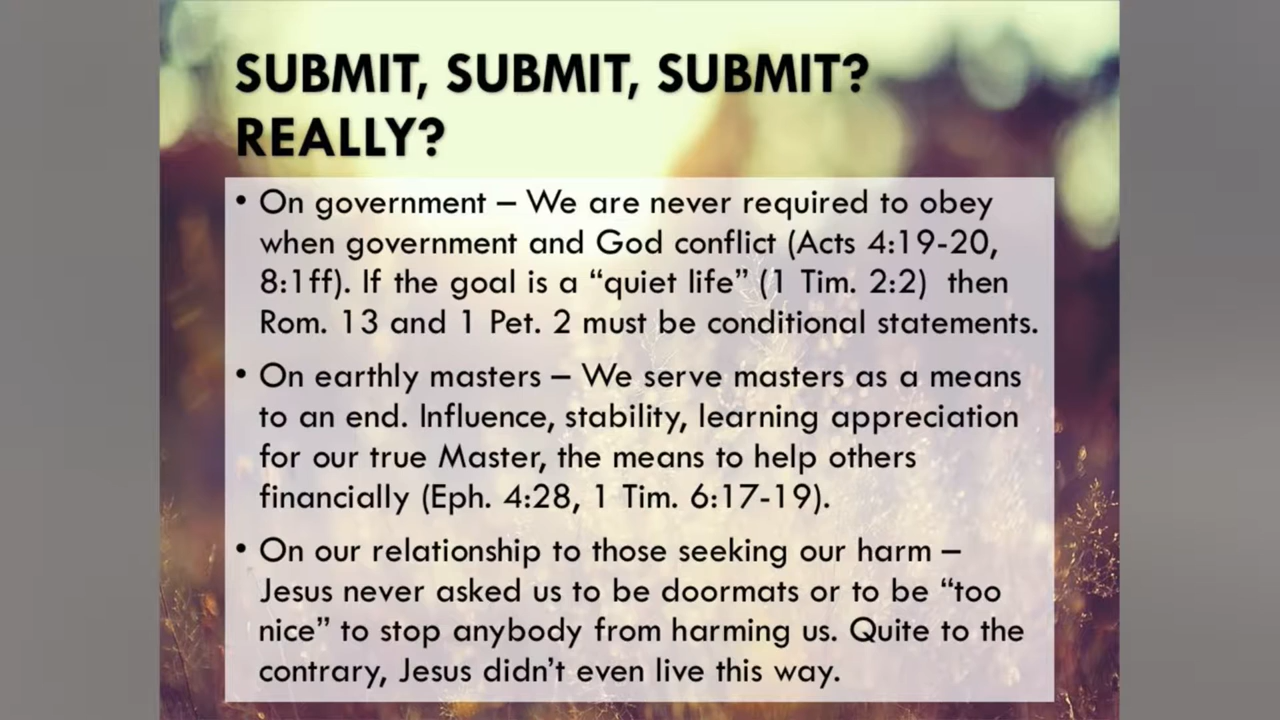 SUBMIT, SUBMIT, SUBMIT?
REALLY?
• On government – We are never required to obey
when government and God conflict (Acts 4:19-20,
8:1ff). If the goal is a “quiet life” (1 Tim. 2:2) then
Rom. 13 and 1 Pet. 2 must be conditional statements.
• On earthly masters – We serve masters as a means
to an end. Influence, stability, learning appreciation
for our true Master, the means to help others
financially (Eph. 4:28, 1 Tim. 6:17-19).
• On our relationship to those seeking our harm –
Jesus never asked us to be doormats or to be “too
nice” to stop anybody from harming us. Quite to the
contrary, Jesus didn’t even live this way.